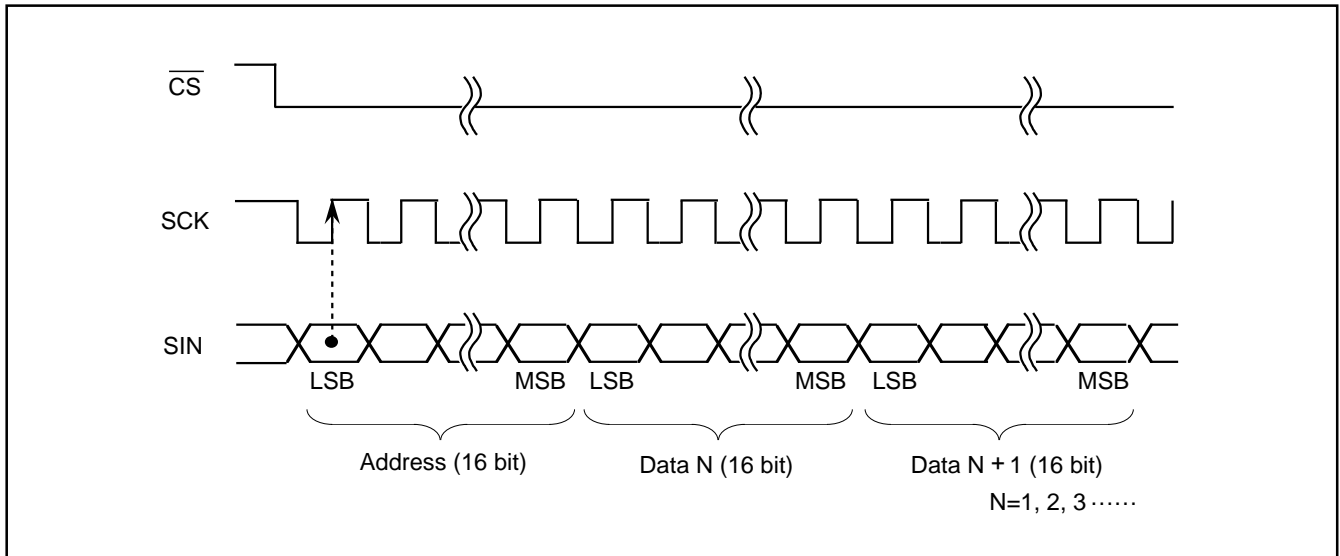 CS
SCK
SIN
LSB MSB LSB MSB LSB MSB
Address (16 bit) Data N (16 bit) Data N + 1 (16 bit)
N=1, 2, 3 ······